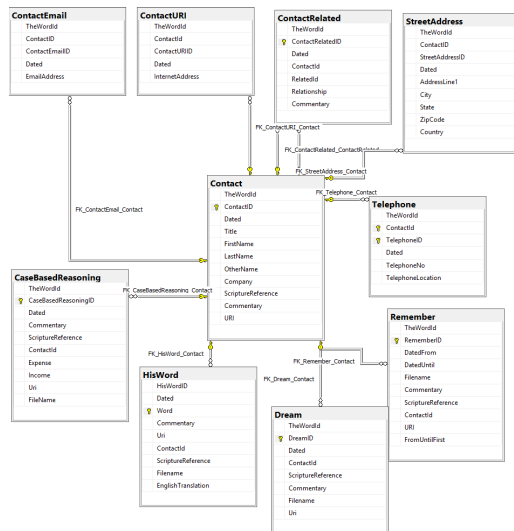 ContactEmail
TheWordId
ContactID
ContactEmailID
Dated
EmailAddress
ContactURI
TheWordId
ContactId
ContactURIID
Dated
InternetAddress
ContactRelated
TheWordId
ContactRelatedID
Dated
ContactId
RelatedId
Relationship
Commentary
StreetAddress
TheWordId
ContactID
StreetAddressID
Dated
AddressLine1
City
State
ZipCode
Country
FK_ContactURI_Contact
FK_ContactRelated_ContactRelated
FK_StreetAddress_Contact
FK_Telephone_Contact
FK_ContactEmail_Contact
Contact
TheWordId
ContactID
Dated
Title
FirstName
LastName
OtherName
Company
ScriptureReference
Commentary
URI
Telephone
TheWordId
ContactId
TelephoneID
Dated
TelephoneNo
TelephoneLocation
CaseBasedReasoning
TheWordId
CaseBasedReasoningID
Dated
Commentary
ScriptureReference
ContactId
Expense
Income
Uri
FileName
FK_CaseBasedReasoning_Contact
FK_HisWord_Contact
FK_Remember_Contact
FK_Dream_Contact
HisWord
HisWordID
Dated
Word
Commentary
Uri
ContactId
ScriptureReference
Filename
EnglishTranslation
Dream
TheWordId
DreamID
Dated
ContactId
ScriptureReference
Commentary
Filename
Uri
Remember
TheWordId
RememberID
DatedFrom
DatedUntil
Filename
Commentary
ScriptureReference
ContactId
URI
FromUntilFirst